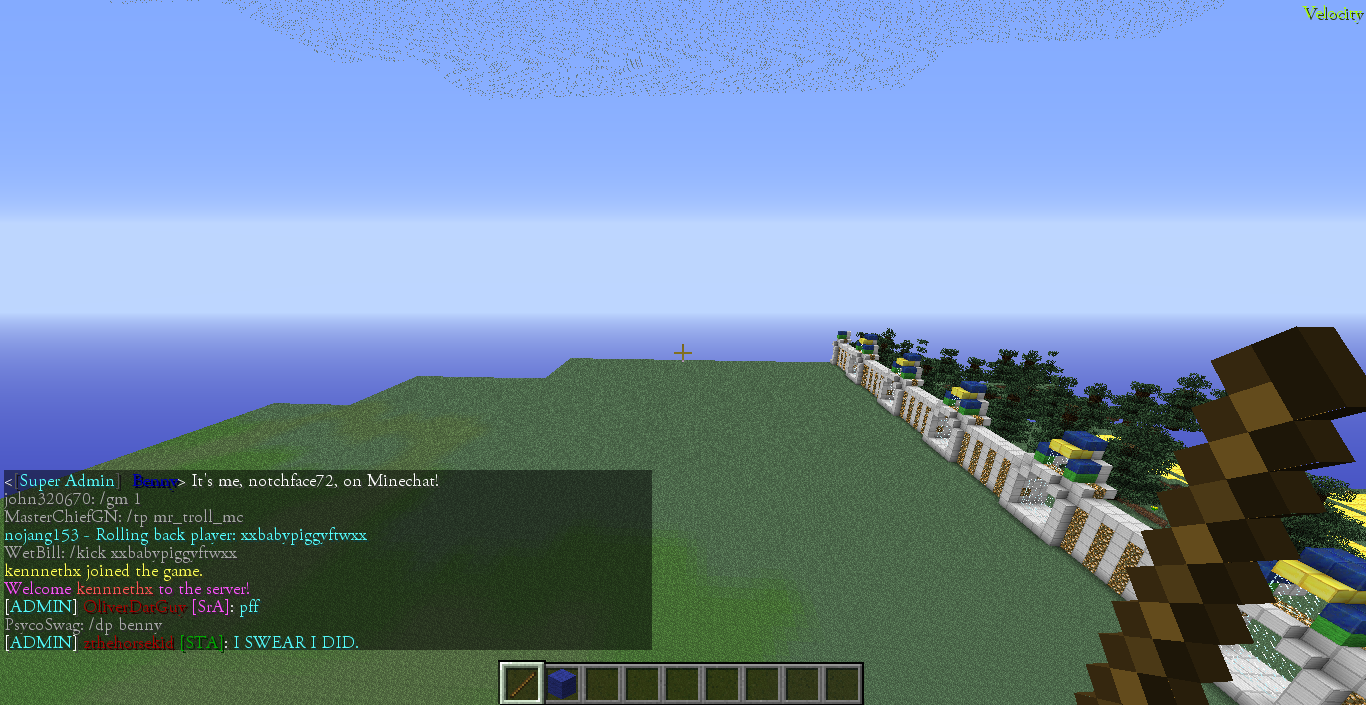 Velocity
<[Super Admin] Benny> It's me, notchface72, on Minechat!
john320670: /gm 1
MasterChiefGN: /tp mr_troll_mc
nojang153 - Rolling back player: xxbabypiggyftwxx
WetBill: /kick xxbabypiggyftwxx
kennnethx joined the game.
Welcome kennnethx to the server!
[ADMIN] OliverDatGuy [SrA]: pff
PsycoSwag: /dp benny
[ADMIN] [STA]: I SWEAR I DID.